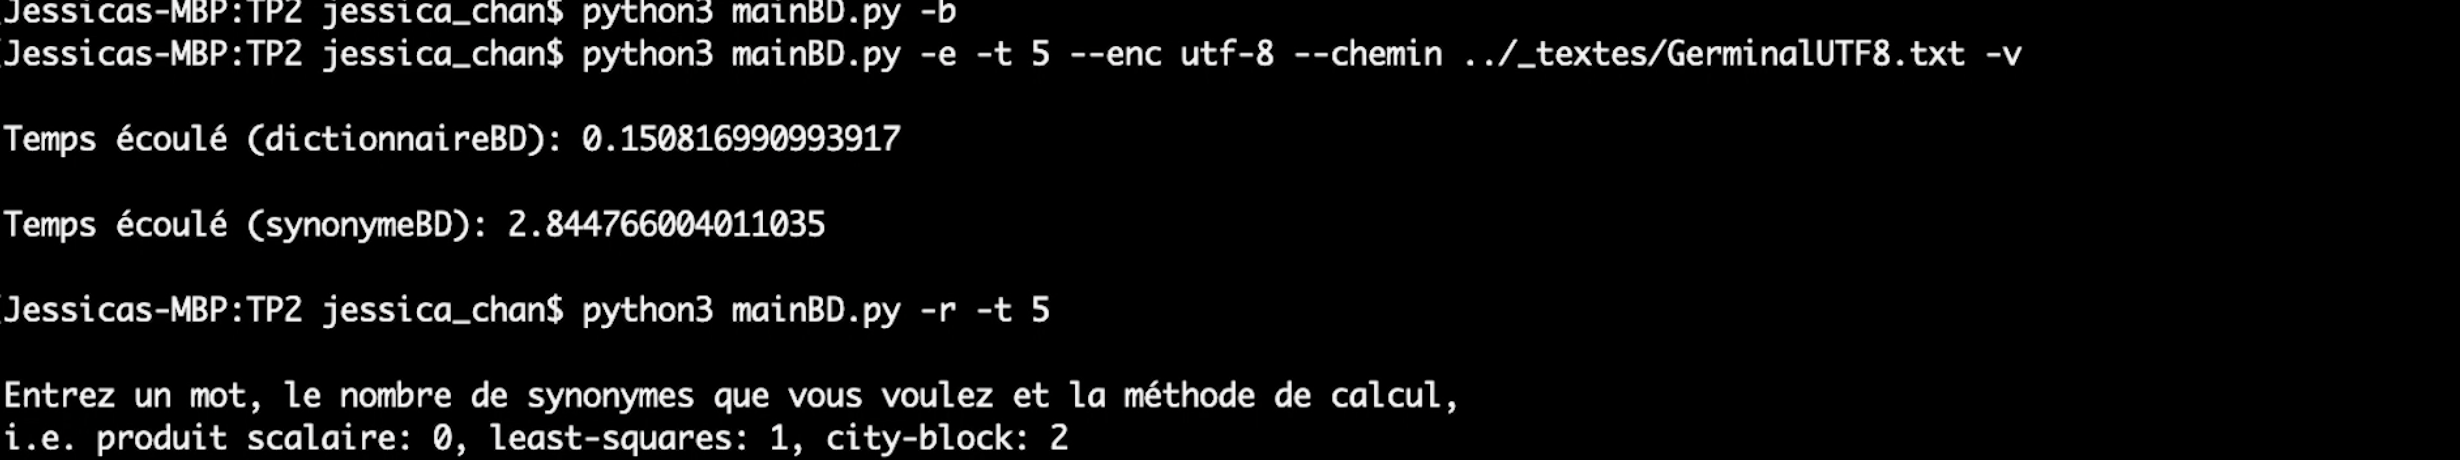 Jessicas-MBP:TP2 jessica_chan$ python3 mainBD.py -b
Jessicas-MBP:TP2 jessica_chan$ python3 mainBD.py -e -t 5 --enc utf-8 --chemin ../_textes/GerminalUTF8.txt -v
Temps écoulé (dictionnaireBD): 0.150816990993917
Temps écoulé (synonymeBD): 2.844766004011035
Jessicas-MBP:TP2 jessica_chan$ python3 mainBD.py -r -t 5
Entrez un mot, le nombre de synonymes que vous voulez et la méthode de calcul,
i.e. produit scalaire: 0, least-squares: 1, city-block: 2